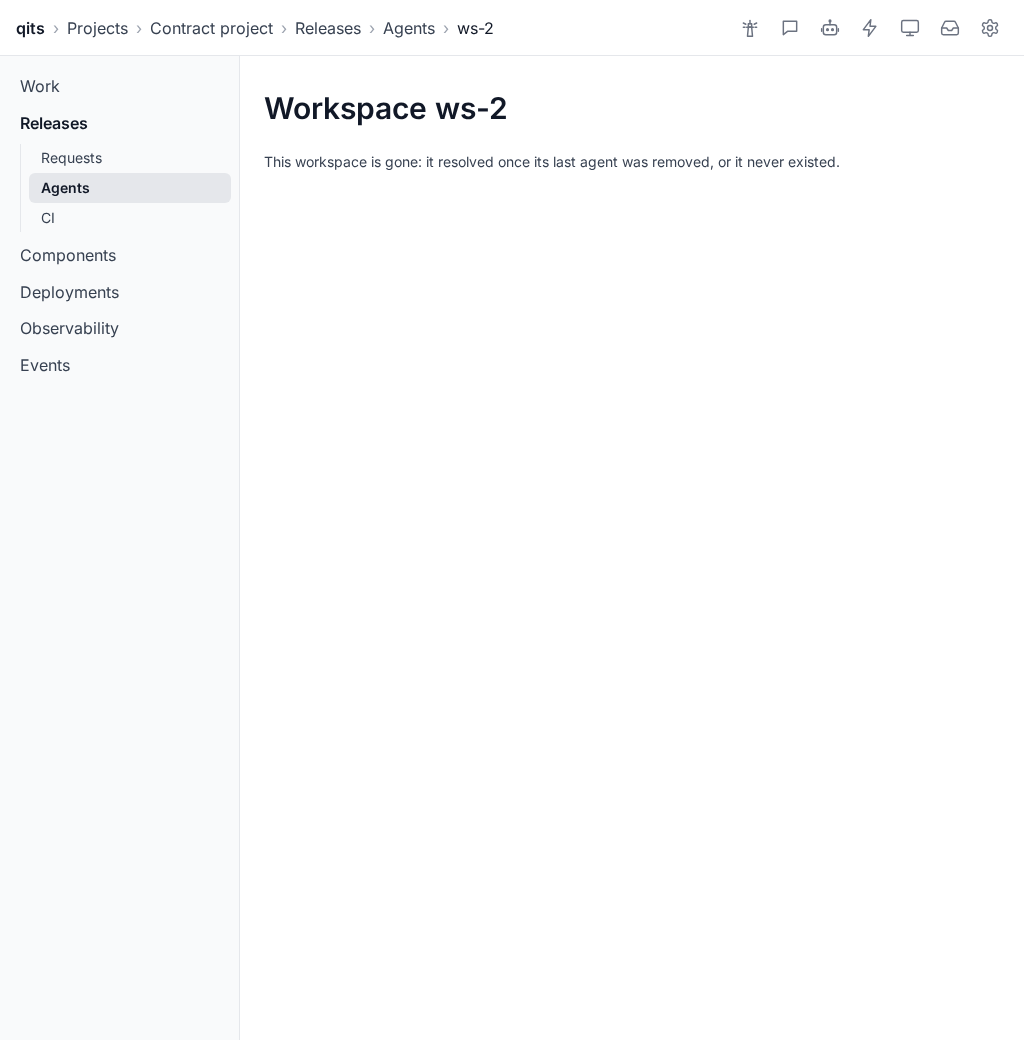 qits › Projects › Contract project › Releases › Agents › ws-2
Work
Releases
Requests
Agents
CI
Components
Deployments
Observability
Events
Workspace ws-2
This workspace is gone: it resolved once its last agent was removed, or it never existed.